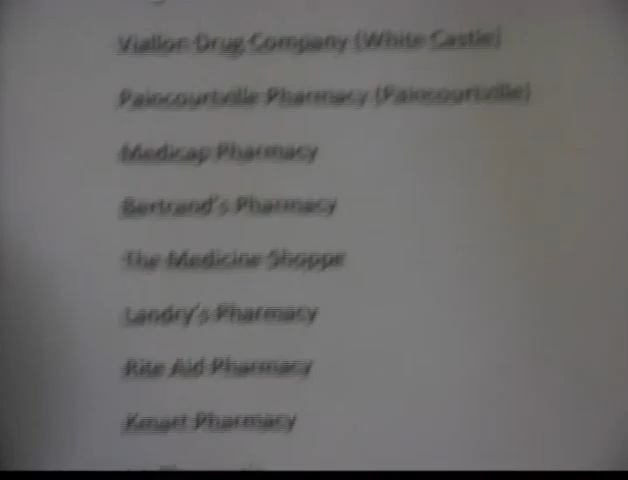 Viallon Drug Company (White Castle)
Paincourtville Pharmacy (Paincourtville)
Medicap Pharmacy
Bertrand's Pharmacy
The Medicine Shoppe
Landry's Pharmacy
Rite Aid Pharmacy
Kmart Pharmacy